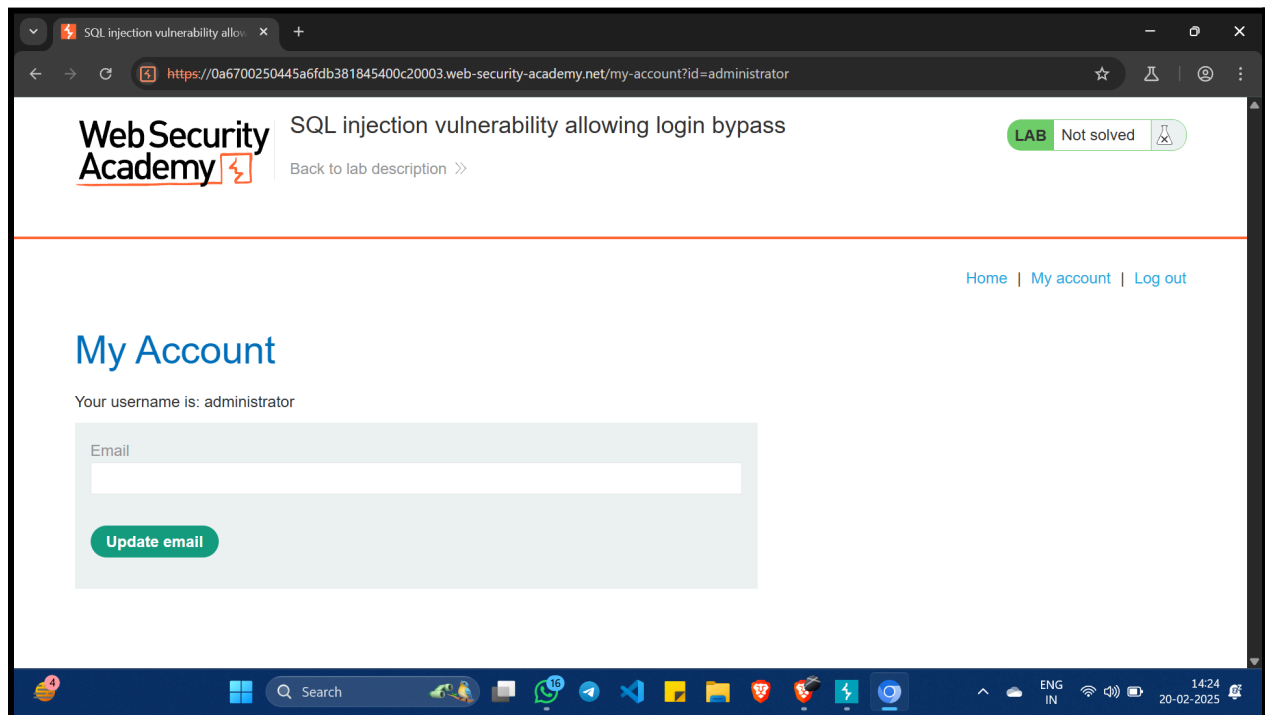 SQL injection vulnerability allow
https://0a6700250445a6fdb381845400c20003.web-security-academy.net/my-account?id=administrator
Web Security
Academy
SQL injection vulnerability allowing login bypass
Back to lab description
LAB Not solved
Home | My account | Log out
My Account
Your username is: administrator
Email
Update email
4
Search
16
ENG
IN
14:24
20-02-2025